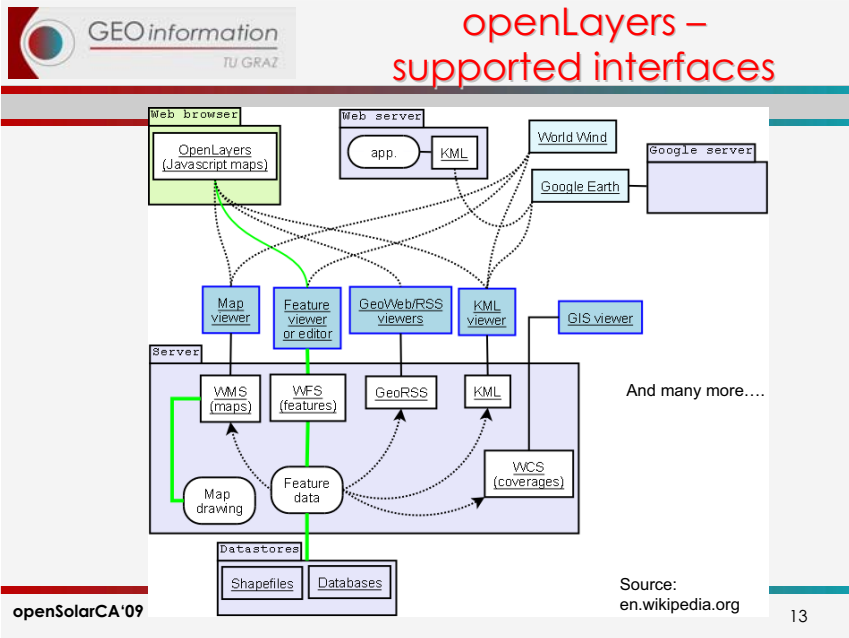 GEO information
TU GRAZ
openLayers –
supported interfaces
Web browser
OpenLayers
(Javascript maps)
Web server
app.
KML
World Wind
Google Earth
Google server
Map
viewer
Feature
viewer
or editor
GeoWeb/RSS
viewers
KML
viewer
GIS viewer
Server
WMS
(maps)
WFS
(features)
GeoRSS
KML
And many more….
WCS
(coverages)
Map
drawing
Feature
data
Datastores
Shapefiles
Databases
Source:
en.wikipedia.org
openSolarCA‘09
13